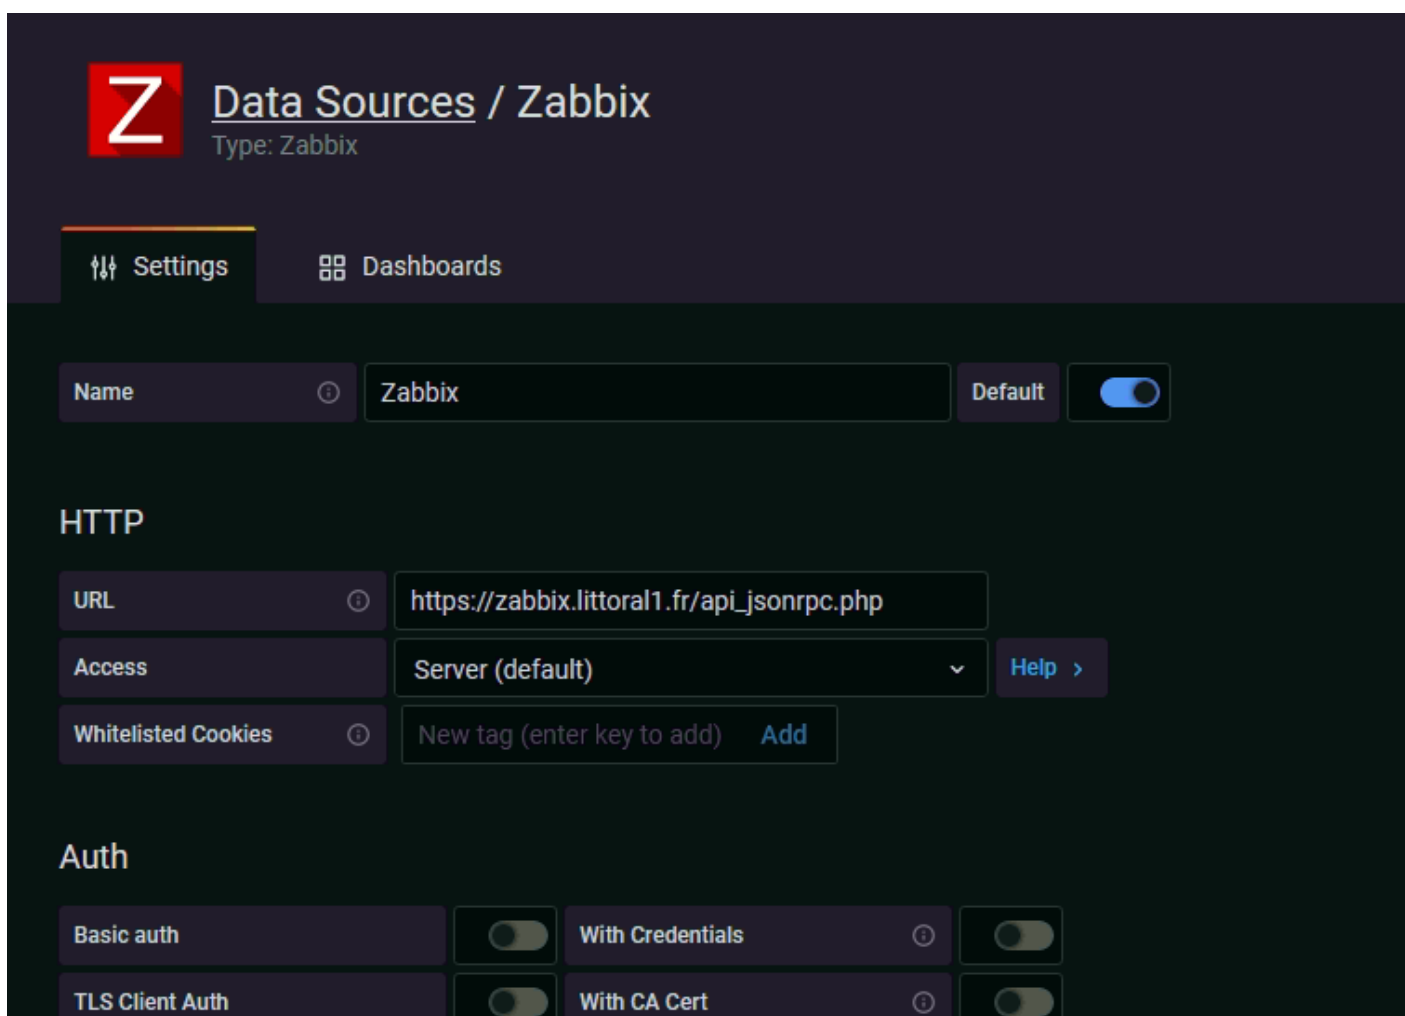 Z
Data Sources / Zabbix
Type: Zabbix
Settings
Dashboards
Name
Zabbix
Default
HTTP
URL
https://zabbix.littoral1.fr/api_jsonrpc.php
Access
Server (default)
Help >
Whitelisted Cookies
New tag (enter key to add)
Add
Auth
Basic auth
With Credentials
TLS Client Auth
With CA Cert